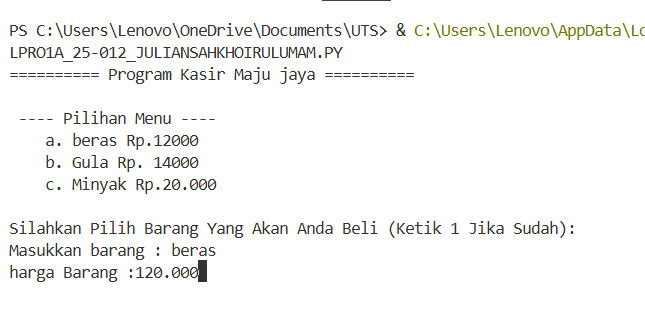 PS C:\Users\Lenovo\OneDrive\Documents\UTS> & C:\Users\Lenovo\AppData\Lo
LPRO1A_25-012_JULIANSAHKHOIRULUMAM.PY
========== Program Kasir Maju jaya ==========
---- Pilihan Menu ----
a. beras Rp.12000
b. Gula Rp. 14000
c. Minyak Rp.20.000
Silahkan Pilih Barang Yang Akan Anda Beli (Ketik 1 Jika Sudah):
Masukkan barang : beras
harga Barang :120.000